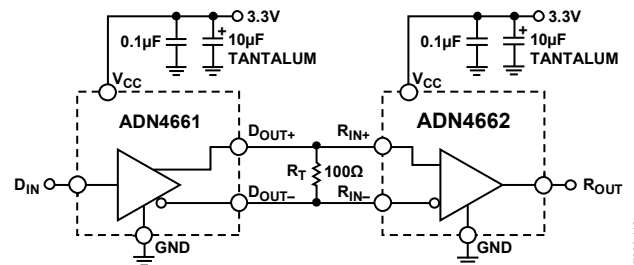 3.3V 3.3V
0.1µF + 10µF TANTALUM 0.1µF + 10µF TANTALUM
VCC VCC
ADN4661 ADN4662
DOUT+ RIN+
DIN RT 100Ω ROUT
DOUT– RIN–
GND GND